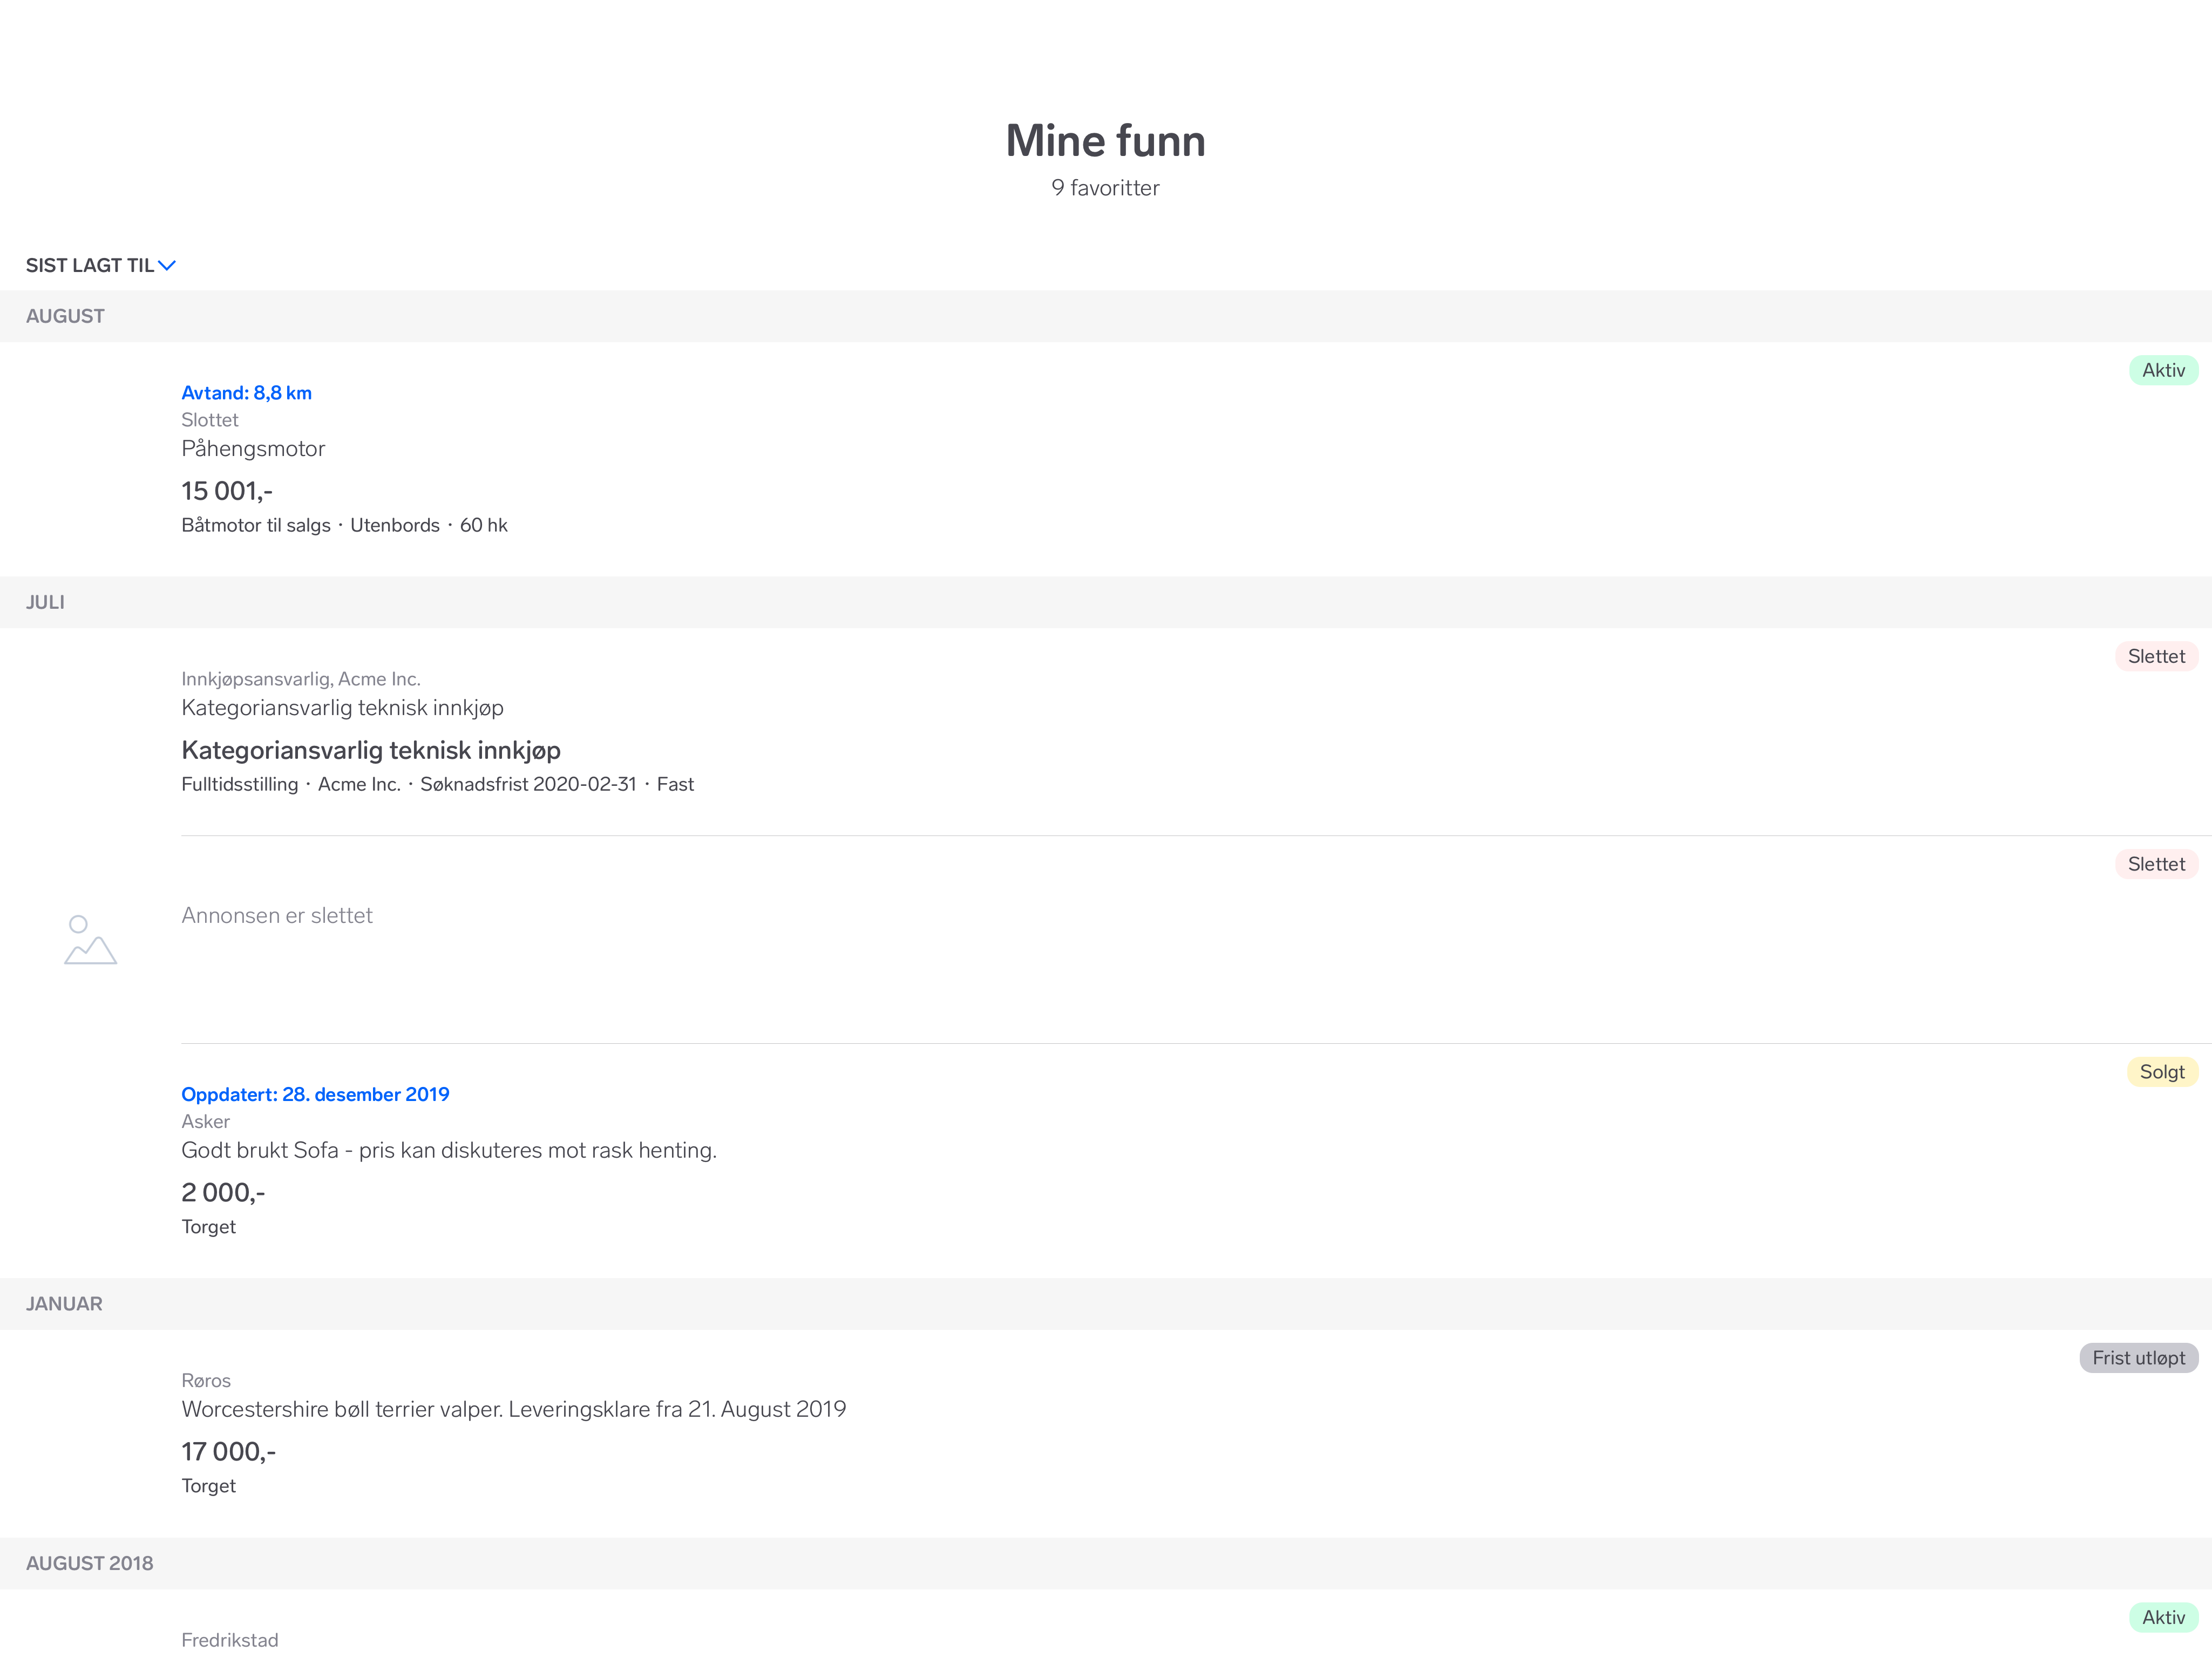 Mine funn
9 favoritter
SIST LAGT TIL
AUGUST
Aktiv
Avtand: 8,8 km
Slottet
Påhengsmotor
15 001,-
Båtmotor til salgs · Utenbords · 60 hk
JULI
Slettet
Innkjøpsansvarlig, Acme Inc.
Kategoriansvarlig teknisk innkjøp
Kategoriansvarlig teknisk innkjøp
Fulltidsstilling · Acme Inc. · Søknadsfrist 2020-02-31 · Fast
Slettet
Annonsen er slettet
Solgt
Oppdatert: 28. desember 2019
Asker
Godt brukt Sofa - pris kan diskuteres mot rask henting.
2 000,-
Torget
JANUAR
Frist utløpt
Røros
Worcestershire bøll terrier valper. Leveringsklare fra 21. August 2019
17 000,-
Torget
AUGUST 2018
Aktiv
Fredrikstad